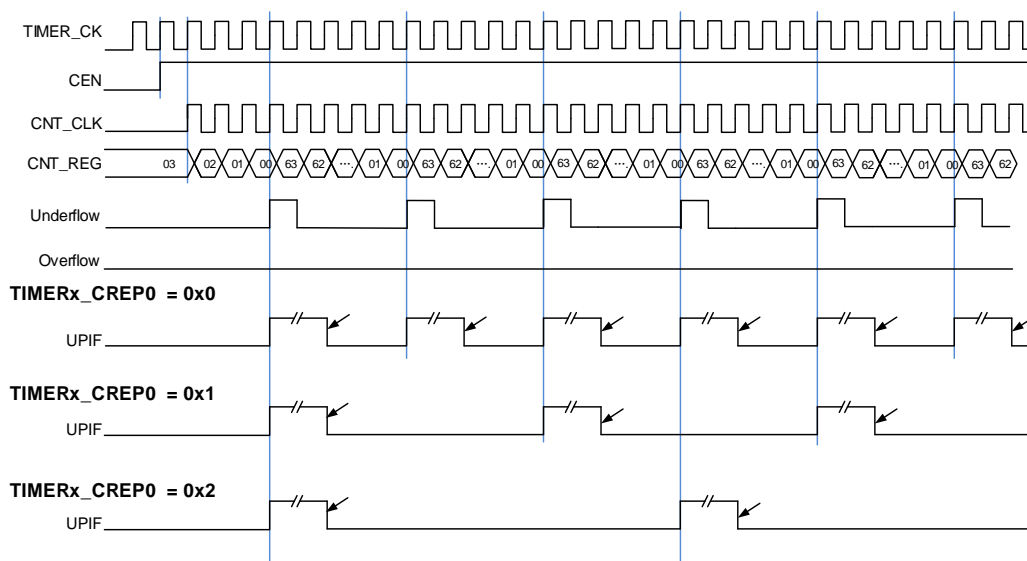 TIMER_CK
CEN
CNT_CLK
CNT_REG 03 02 01 00 63 62 .... 01 00 63 62 .... 01 00 63 62 .... 01 00 63 62 .... 01 00 63 62 .... 01 00 63 62
Underflow
Overflow
TIMERx_CREP0 = 0x0
UPIF
TIMERx_CREP0 = 0x1
UPIF
TIMERx_CREP0 = 0x2
UPIF